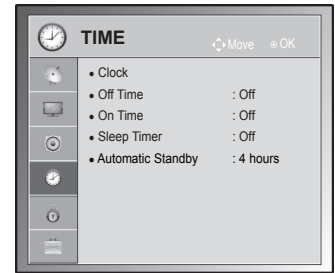 TIME
Move OK
• Clock
• Off Time : Off
• On Time : Off
• Sleep Timer : Off
• Automatic Standby : 4 hours